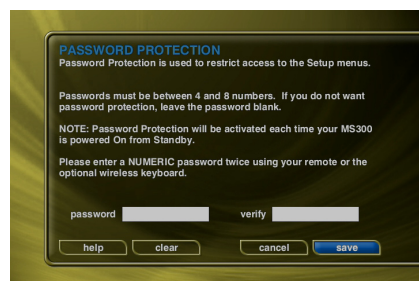 PASSWORD PROTECTION
Password Protection is used to restrict access to the Setup menus.
Passwords must be between 4 and 8 numbers. If you do not want
password protection, leave the password blank.
NOTE: Password Protection will be activated each time your MS300
is powered On from Standby.
Please enter a NUMERIC password twice using your remote or the
optional wireless keyboard.
password verify
help clear cancel save